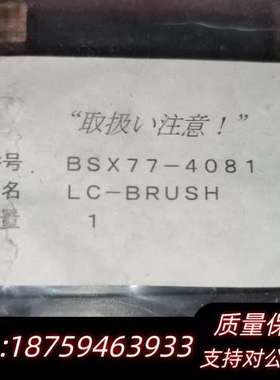 “取扱い注意！”
号 BSX77-4081
名 LC-BRUSH
量 1
质量保
:18759463933
支持对公